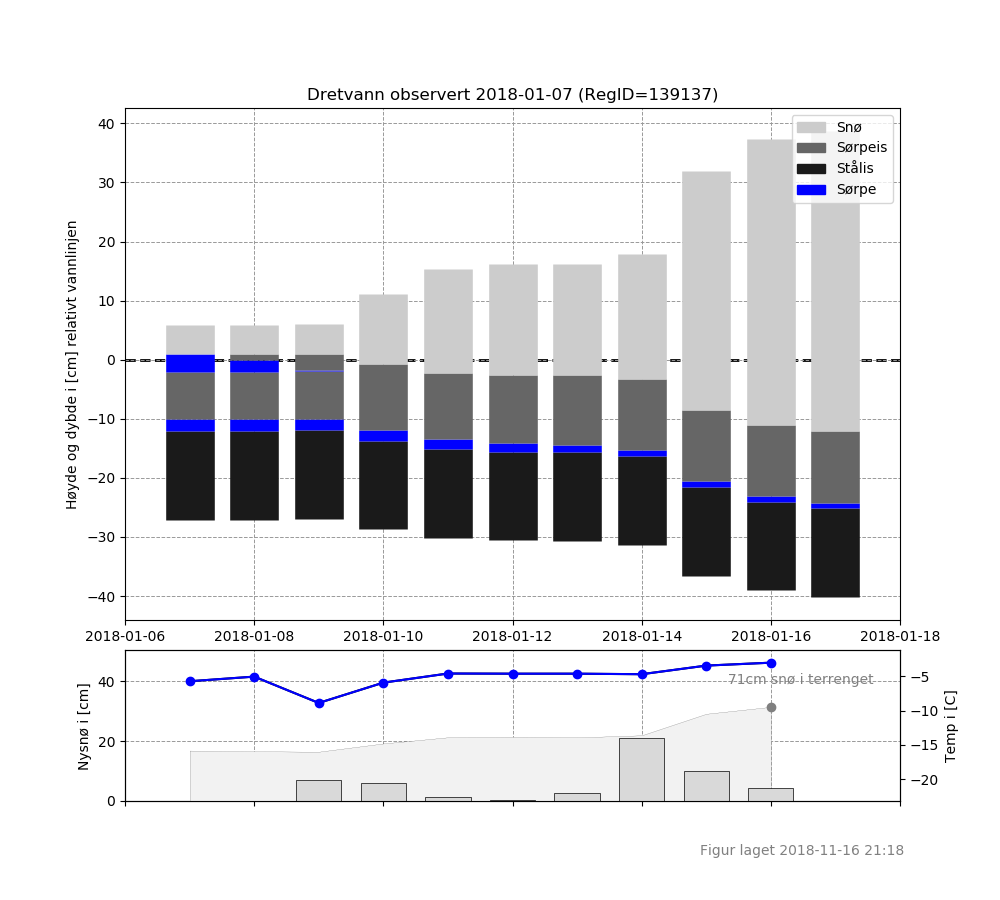 Dretvann observert 2018-01-07 (RegID=139137)
Høyde og dybde i [cm] relativt vannlinjen
40
30
20
10
0
−10
−20
−30
−40
Snø
Sørpeis
Stålis
Sørpe
2018-01-06
2018-01-08
2018-01-10
2018-01-12
2018-01-14
2018-01-16
2018-01-18
Nysnø i [cm]
40
20
0
71cm snø i terrenget
−5
−10
−15
−20
Temp i [C]
Figur laget 2018-11-16 21:18